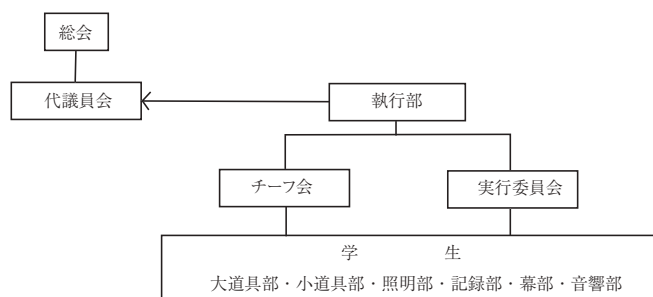 総会
代議員会
執行部
チーフ会
実行委員会
学 生
大道具部・小道具部・照明部・記録部・幕部・音響部